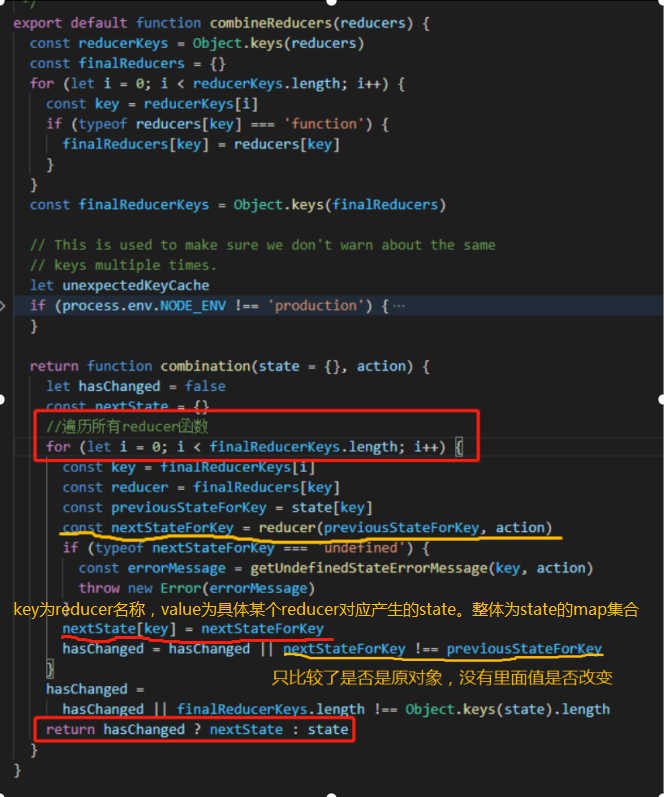 */
export default function combineReducers(reducers) {
const reducerKeys = Object.keys(reducers)
const finalReducers = {}
for (let i = 0; i < reducerKeys.length; i++) {
const key = reducerKeys[i]
if (typeof reducers[key] === 'function') {
finalReducers[key] = reducers[key]
}
}
const finalReducerKeys = Object.keys(finalReducers)
// This is used to make sure we don't warn about the same
// keys multiple times.
let unexpectedKeyCache
if (process.env.NODE_ENV !== 'production') {…
}
return function combination(state = {}, action) {
let hasChanged = false
const nextState = {}
//遍历所有reducer函数
for (let i = 0; i < finalReducerKeys.length; i++) {
const key = finalReducerKeys[i]
const reducer = finalReducers[key]
const previousStateForKey = state[key]
const nextStateForKey = reducer(previousStateForKey, action)
if (typeof nextStateForKey === 'undefined') {
const errorMessage = getUndefinedStateErrorMessage(key, action)
throw new Error(errorMessage)
key为reducer名称，value为具体某个reducer对应产生的state。整体为state的map集合
nextState[key] = nextStateForKey
hasChanged = hasChanged || nextStateForKey !== previousStateForKey
}
只比较了是否是原对象，没有里面值是否改变
hasChanged =
hasChanged || finalReducerKeys.length !== Object.keys(state).length
return hasChanged ? nextState : state
}
}